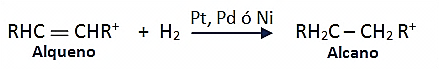 Pt, Pd ó Ni
RHC = CHR⁺ + H₂ → RH₂C – CH₂ R⁺
Alqueno Alcano